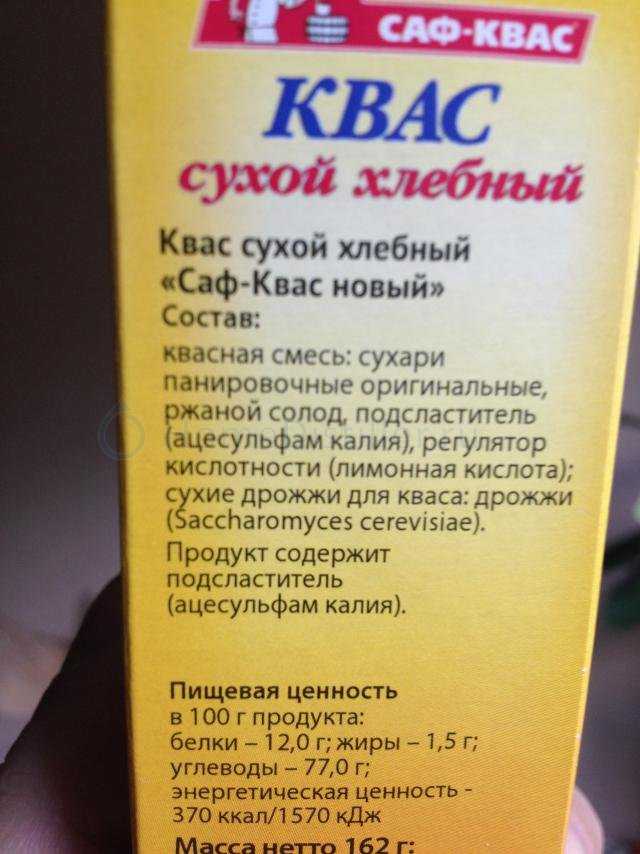 САФ-КВАС
КВАС
сухой хлебный
Квас сухой хлебный
«Саф-Квас новый»
Состав:
квасная смесь: сухари
панировочные оригинальные,
ржаной солод, подсластитель
(ацесульфам калия), регулятор
кислотности (лимонная кислота);
сухие дрожжи для кваса: дрожжи
(Saccharomyces cerevisiae).
Продукт содержит
подсластитель
(ацесульфам калия).
Пищевая ценность
в 100 г продукта:
белки – 12,0 г; жиры – 1,5 г;
углеводы – 77,0 г;
энергетическая ценность -
370 ккал/1570 кДж
Масса нетто 162 г: